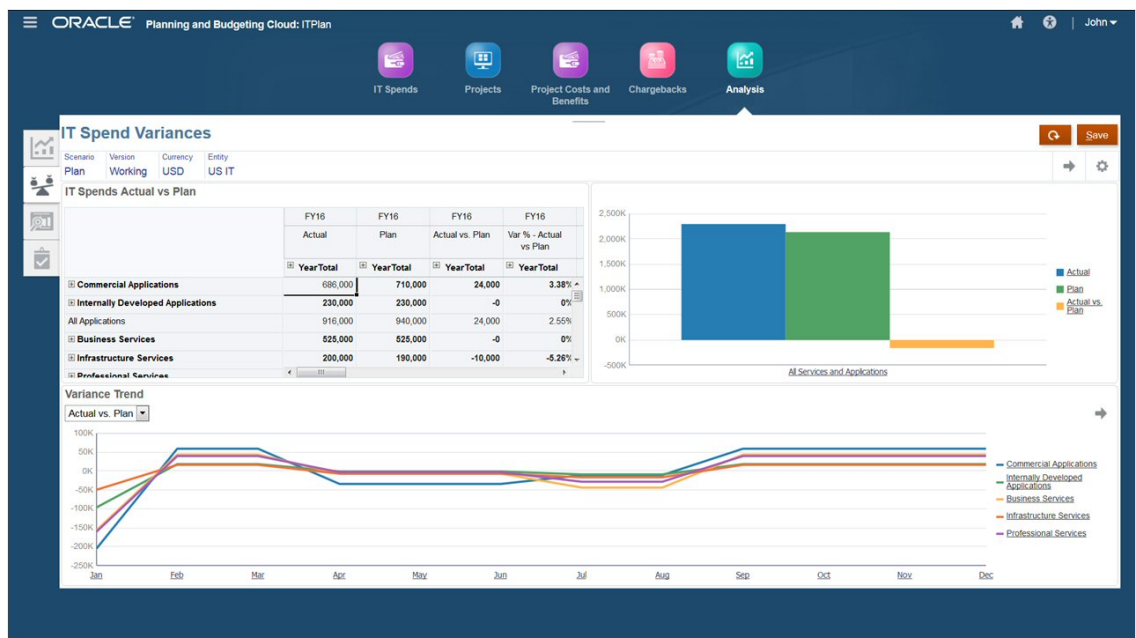 ORACLE® Planning and Budgeting Cloud: ITPlan
John
IT Spends
Projects
Project Costs and
Benefits
Chargebacks
Analysis
IT Spend Variances
Save
Scenario Version Currency Entity
Plan Working USD US IT
IT Spends Actual vs Plan
FY16 FY16 FY16 FY16
Actual Plan Actual vs. Plan Var % - Actual
vs Plan
YearTotal YearTotal YearTotal YearTotal
Commercial Applications 686,000 710,000 24,000 3.38%
Internally Developed Applications 230,000 230,000 -0 0%
All Applications 916,000 940,000 24,000 2.55%
Business Services 525,000 525,000 -0 0%
Infrastructure Services 200,000 190,000 -10,000 -5.26%
Professional Services
2,500K
2,000K
1,500K
1,000K
500K
0K
-500K
All Services and Applications
Actual
Plan
Actual vs.
Plan
Variance Trend
Actual vs. Plan
100K
50K
0K
-50K
-100K
-150K
-200K
-250K
Jan Feb Mar Apr May Jun Jul Aug Sep Oct Nov Dec
Commercial Applications
Internally Developed
Applications
Business Services
Infrastructure Services
Professional Services